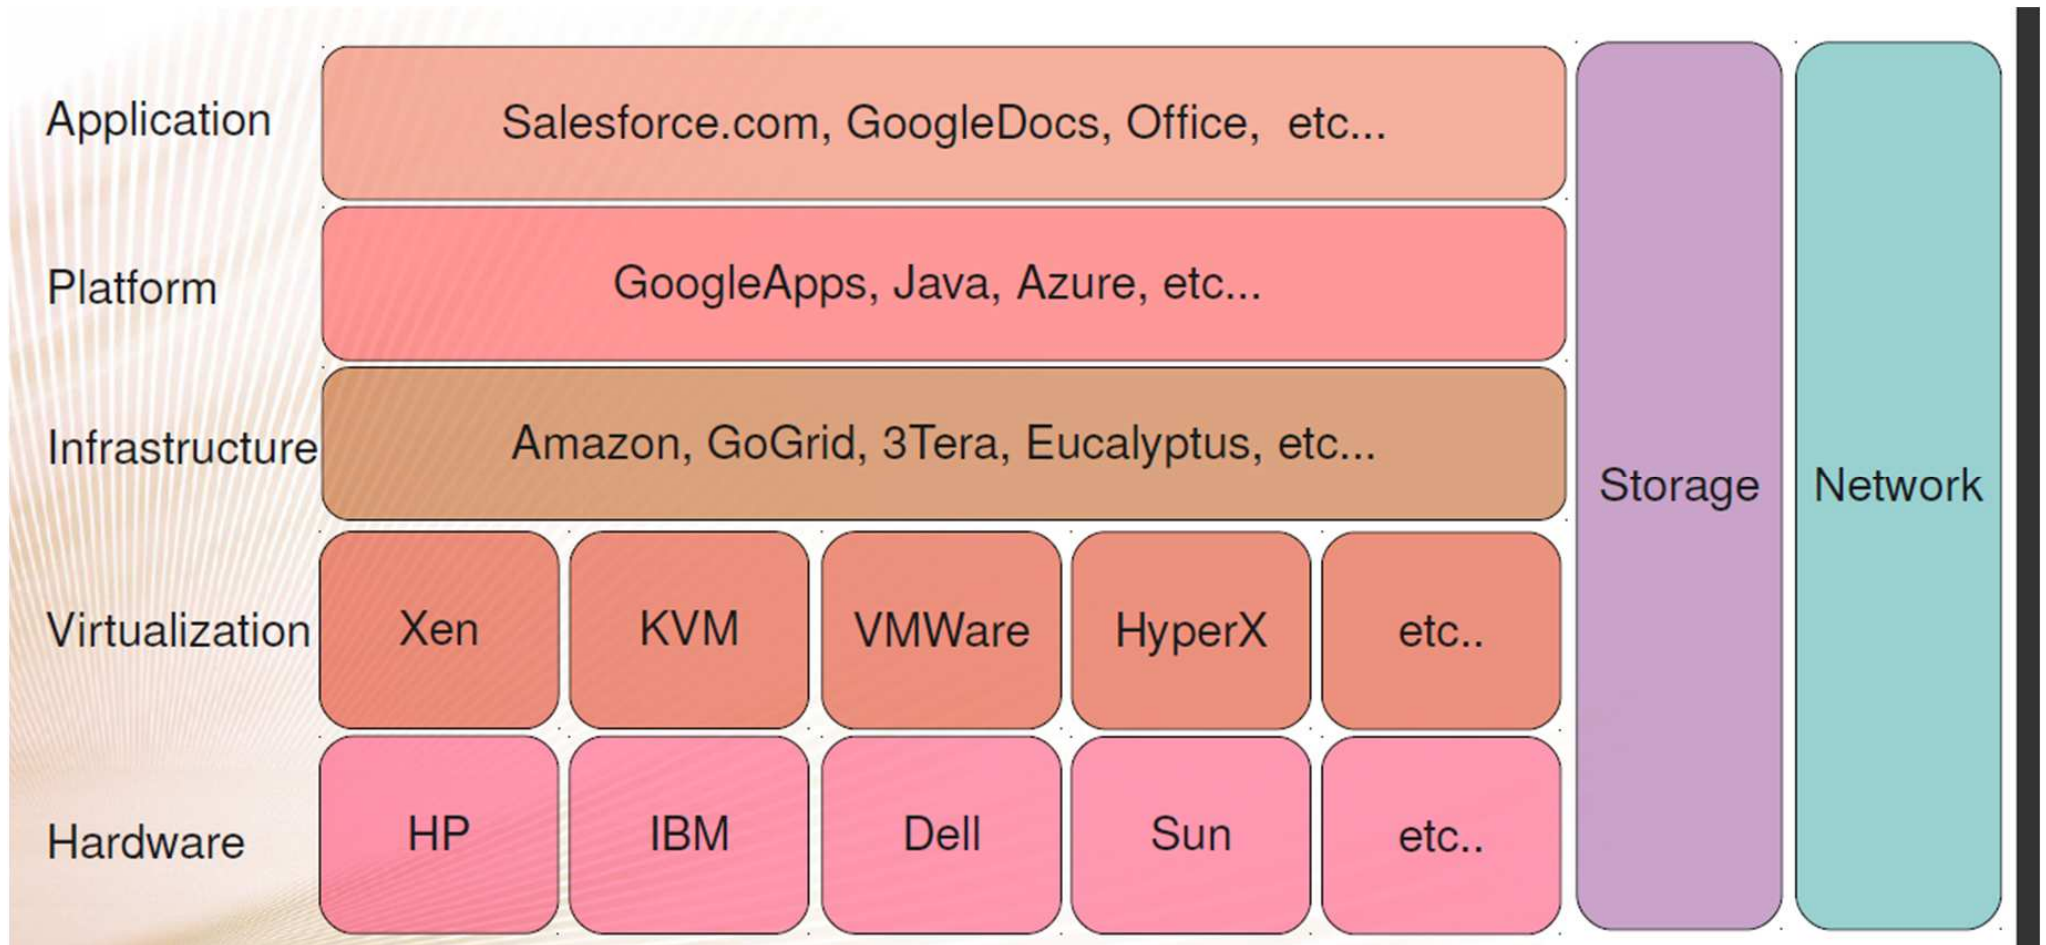 Application
Salesforce.com, GoogleDocs, Office, etc...
Platform
GoogleApps, Java, Azure, etc...
Infrastructure
Amazon, GoGrid, 3Tera, Eucalyptus, etc...
Virtualization
Xen
KVM
VMWare
HyperX
etc..
Hardware
HP
IBM
Dell
Sun
etc..
Storage
Network